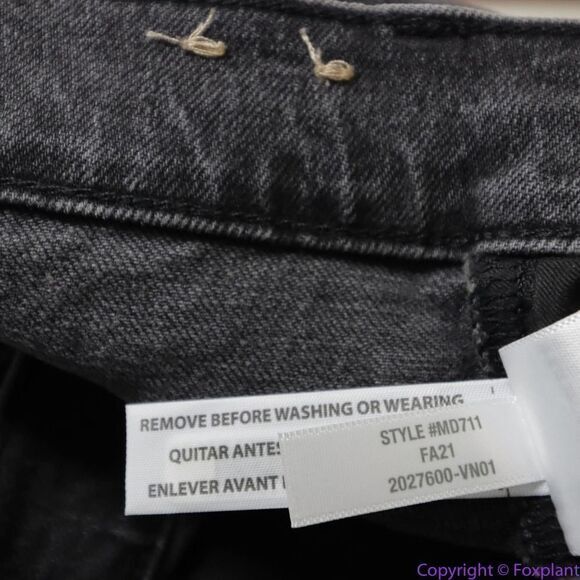 REMOVE BEFORE WASHING OR WEARING
QUITAR ANTES
ENLEVER AVANT
STYLE #MD711
FA21
2027600-VN01
Copyright © Foxplant